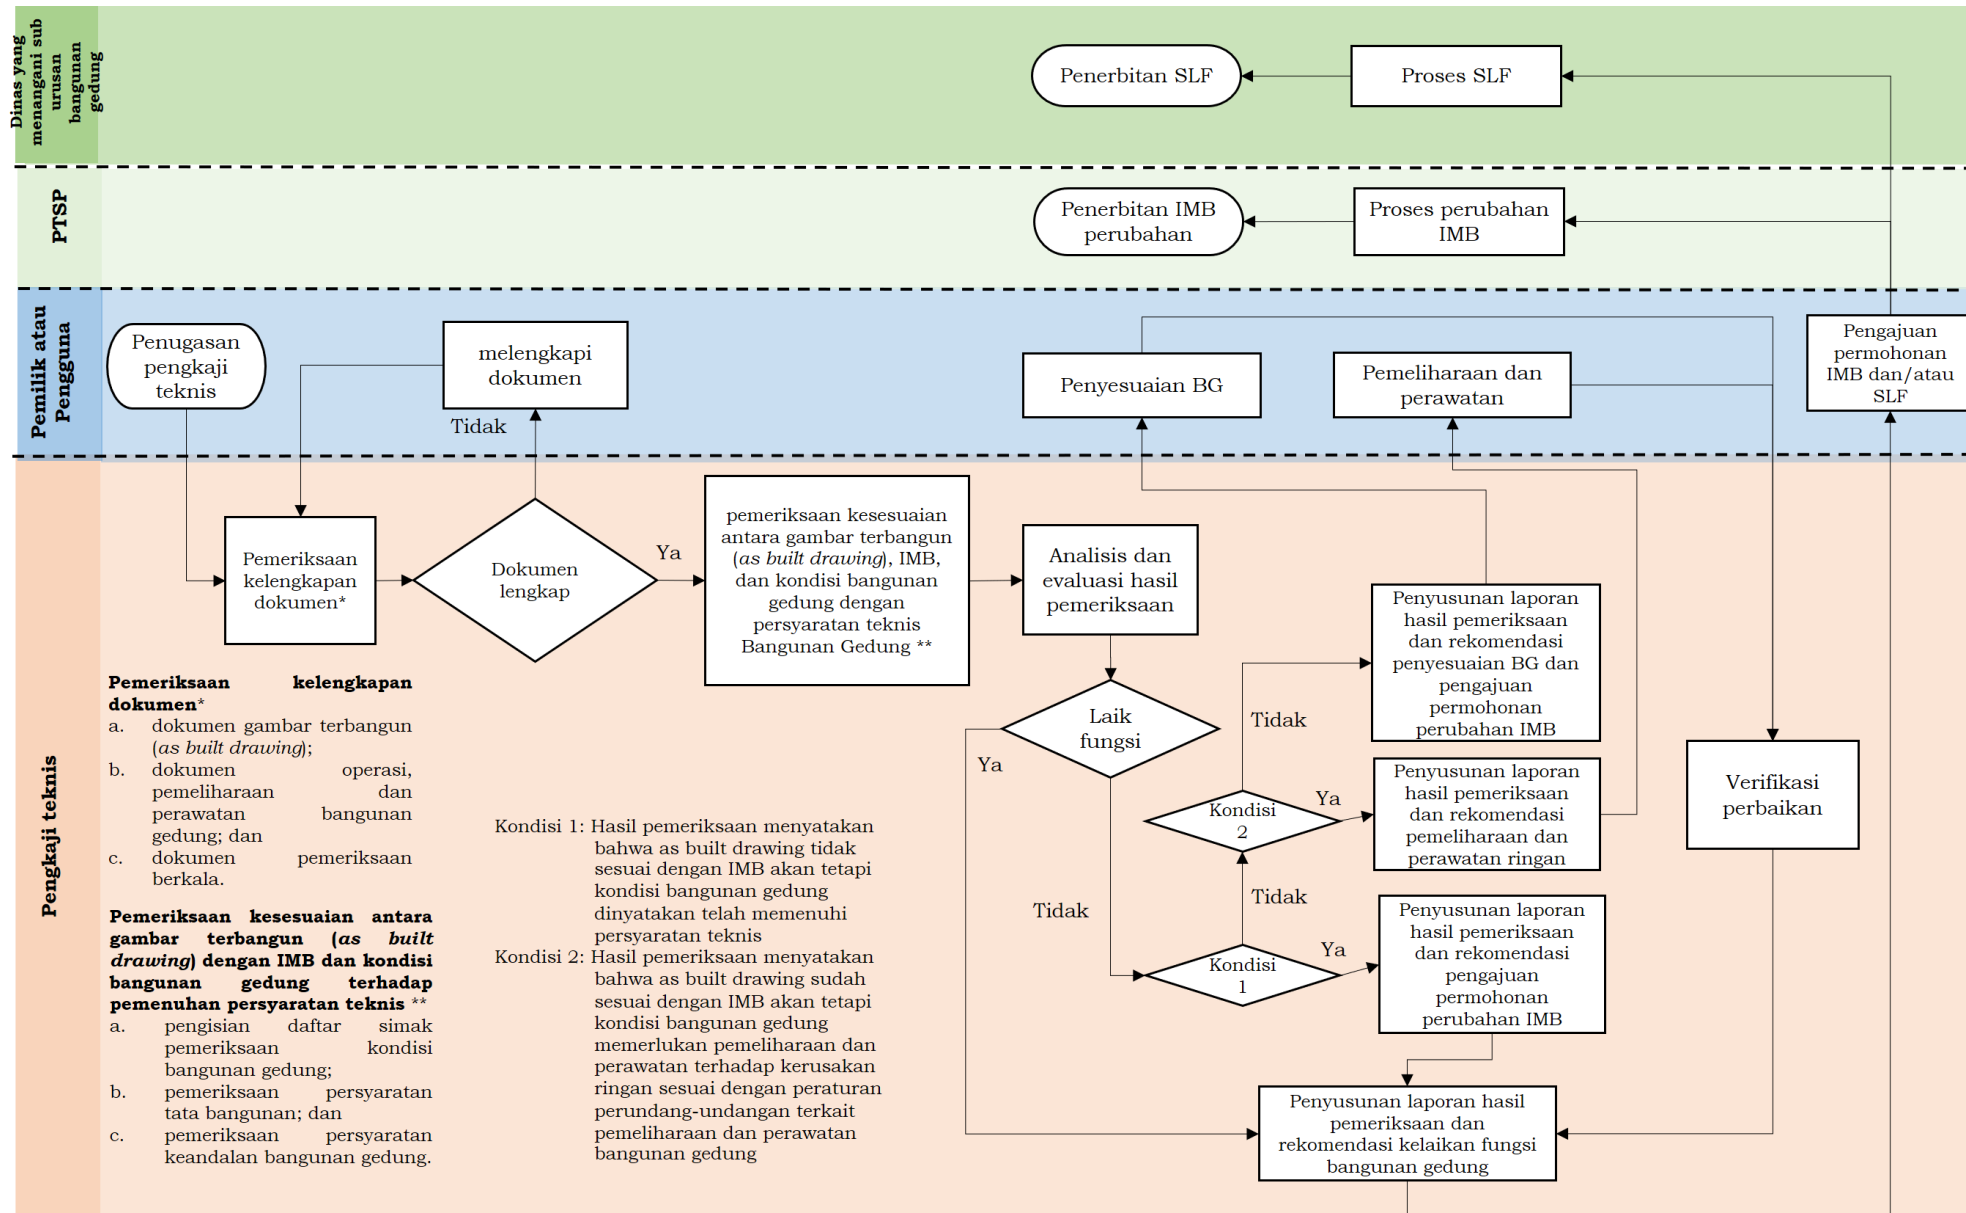 Dinas yang
menangani sub
urusan
bangunan
gedung
Penerbitan SLF
Proses SLF
PTSP
Penerbitan IMB
perubahan
Proses perubahan
IMB
Pemilik atau
Pengguna
Penugasan
pengkaji
teknis
melengkapi
dokumen
Tidak
Penyesuaian BG
Pemeliharaan dan
perawatan
Pengajuan
permohonan
IMB dan/atau
SLF
Pengkaji teknis
Pemeriksaan
kelengkapan
dokumen*
Dokumen
lengkap
Ya
pemeriksaan kesesuaian
antara gambar terbangun
(as built drawing), IMB,
dan kondisi bangunan
gedung dengan
persyaratan teknis
Bangunan Gedung **
Analisis dan
evaluasi hasil
pemeriksaan
Laik
fungsi
Ya
Tidak
Kondisi
1
Ya
Tidak
Kondisi
2
Ya
Tidak
Penyusunan laporan
hasil pemeriksaan
dan rekomendasi
penyesuaian BG dan
pengajuan
permohonan
perubahan IMB
Penyusunan laporan
hasil pemeriksaan
dan rekomendasi
pemeliharaan dan
perawatan ringan
Penyusunan laporan
hasil pemeriksaan
dan rekomendasi
pengajuan
permohonan
perubahan IMB
Verifikasi
perbaikan
Penyusunan laporan hasil
pemeriksaan dan
rekomendasi kelaikan fungsi
bangunan gedung
Pemeriksaan kelengkapan
dokumen*
a. dokumen gambar terbangun
(as built drawing);
b. dokumen operasi,
pemeliharaan dan
perawatan bangunan
gedung; dan
c. dokumen pemeriksaan
berkala.
Pemeriksaan kesesuaian antara
gambar terbangun (as built
drawing) dengan IMB dan kondisi
bangunan gedung terhadap
pemenuhan persyaratan teknis **
a. pengisian daftar simak
pemeriksaan kondisi
bangunan gedung;
b. pemeriksaan persyaratan
tata bangunan; dan
c. pemeriksaan persyaratan
keandalan bangunan gedung.
Kondisi 1: Hasil pemeriksaan menyatakan
bahwa as built drawing tidak
sesuai dengan IMB akan tetapi
kondisi bangunan gedung
dinyatakan telah memenuhi
persyaratan teknis
Kondisi 2: Hasil pemeriksaan menyatakan
bahwa as built drawing sudah
sesuai dengan IMB akan tetapi
kondisi bangunan gedung
memerlukan pemeliharaan dan
perawatan terhadap kerusakan
ringan sesuai dengan peraturan
perundang-undangan terkait
pemeliharaan dan perawatan
bangunan gedung